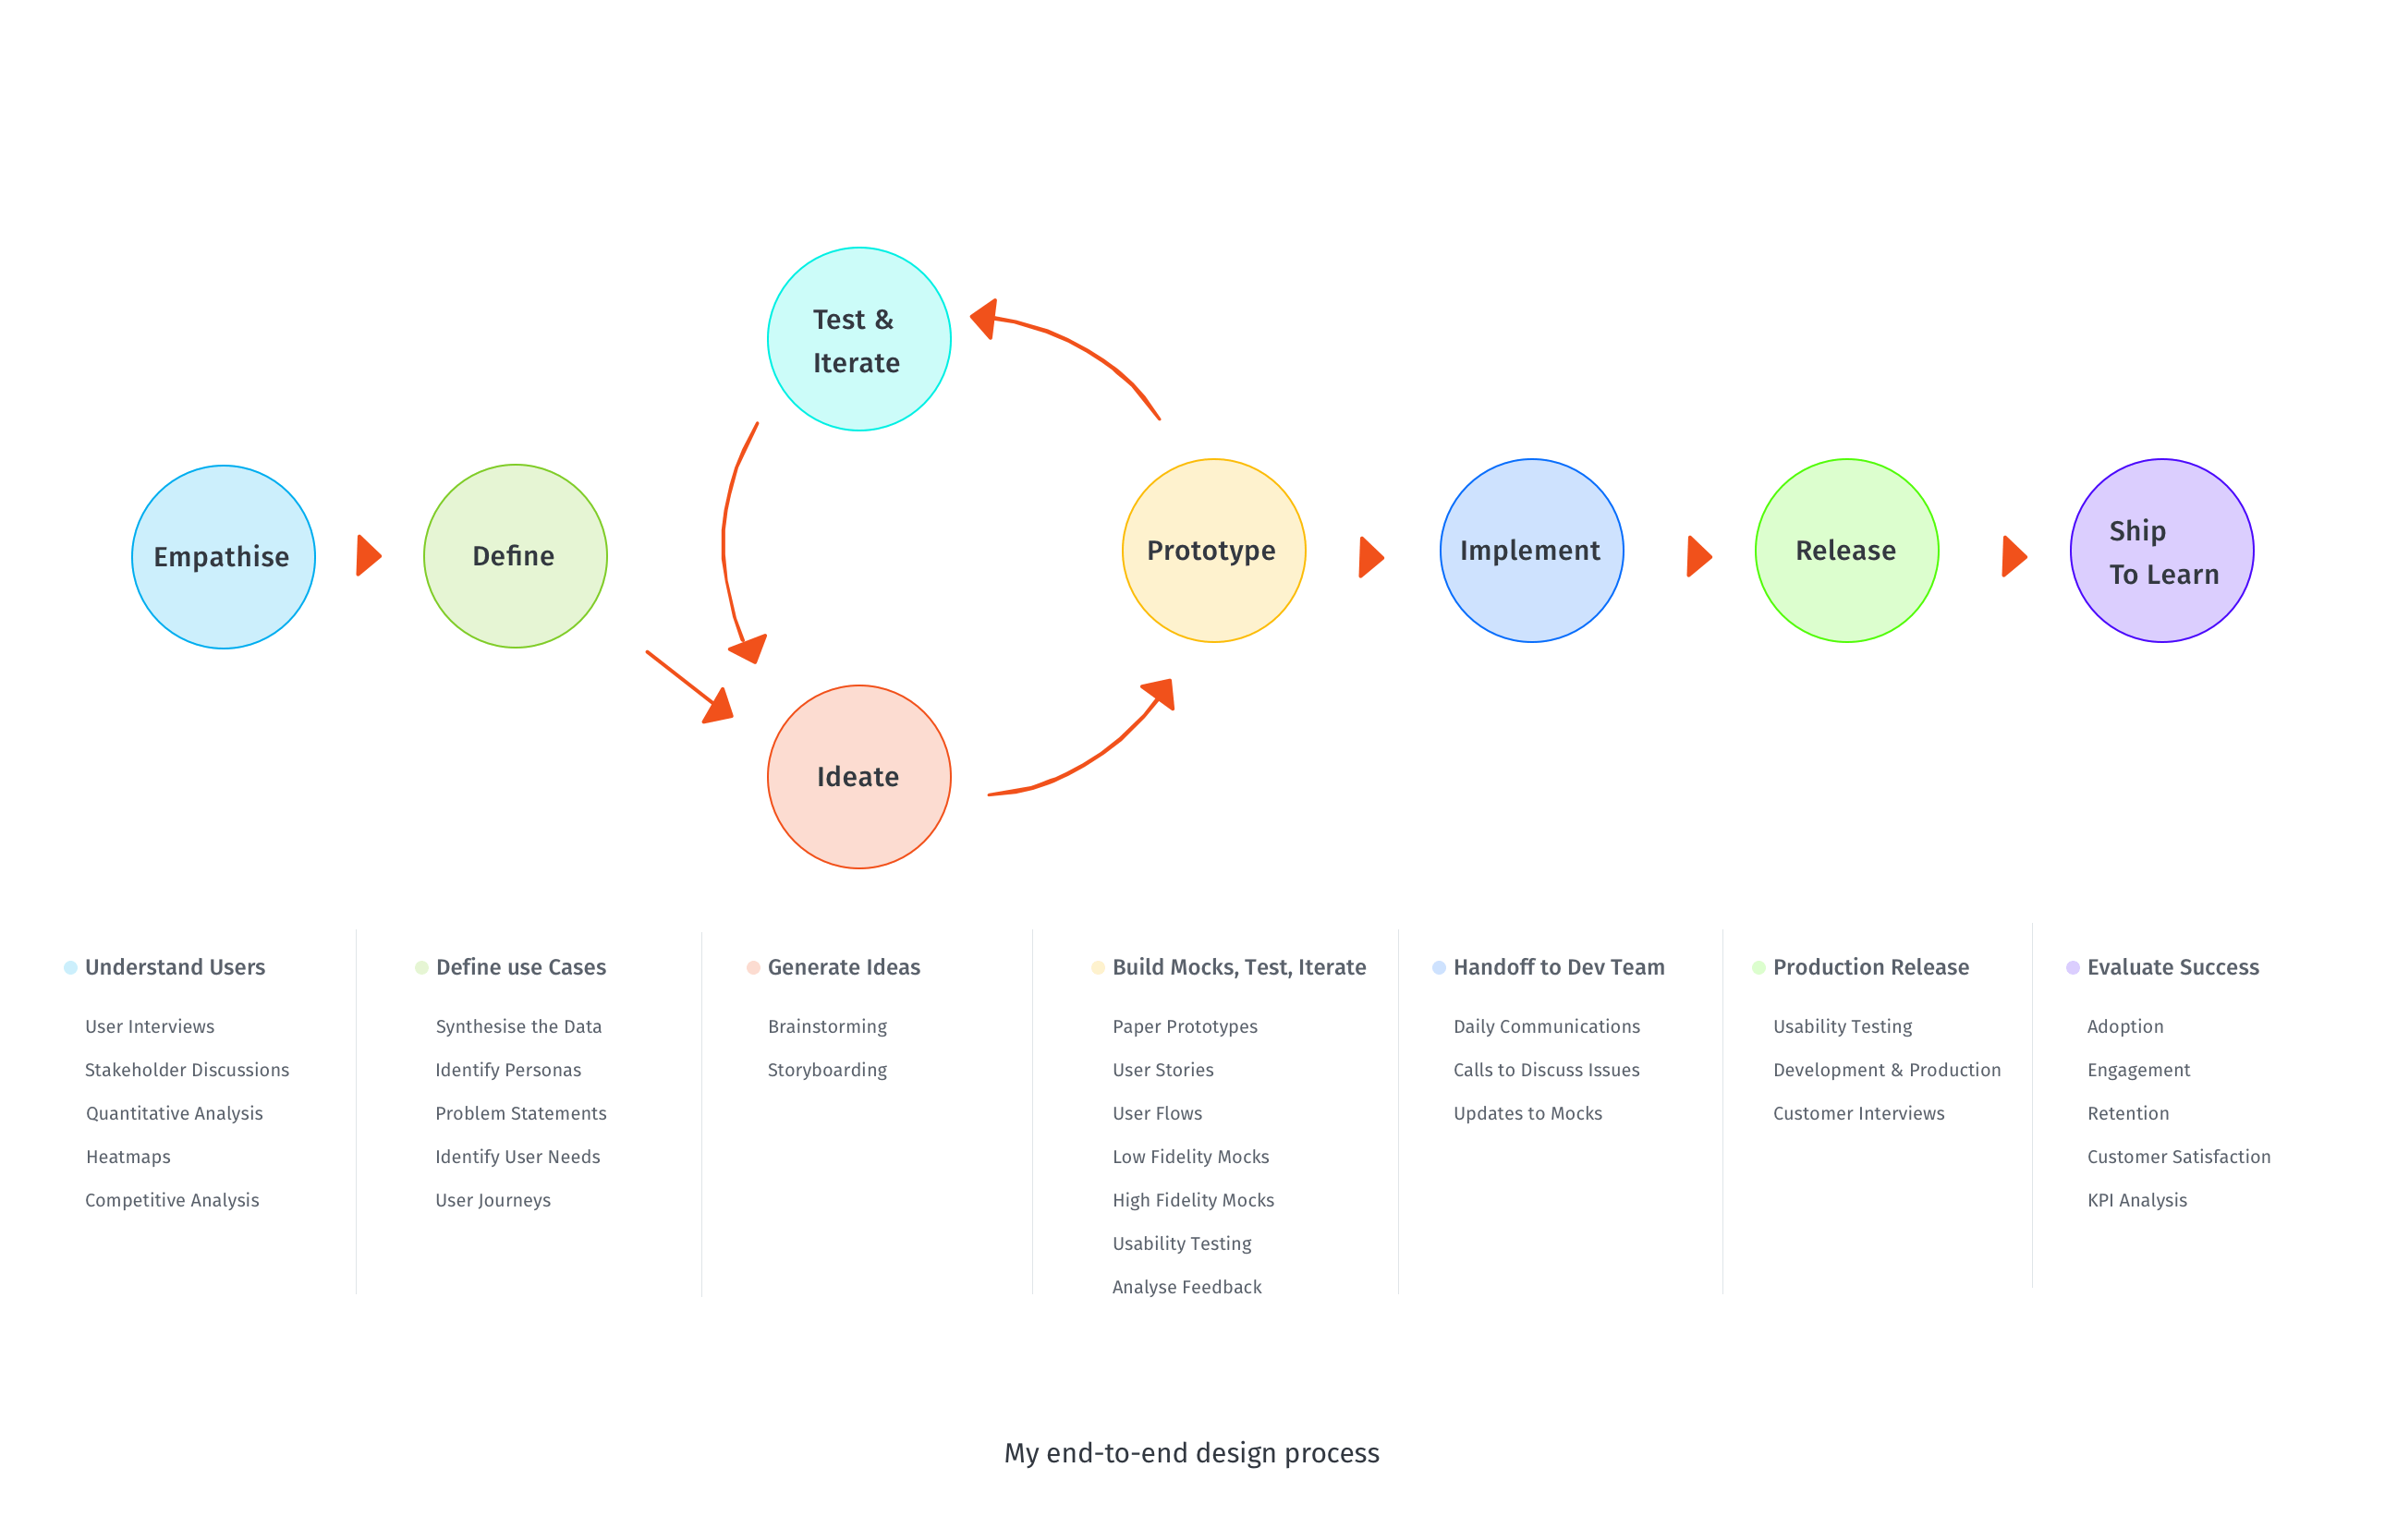 Test &
Iterate
Empathise
Define
Prototype
Implement
Release
Ship
To Learn
Ideate
Understand Users
User Interviews
Stakeholder Discussions
Quantitative Analysis
Heatmaps
Competitive Analysis
Define use Cases
Synthesise the Data
Identify Personas
Problem Statements
Identify User Needs
User Journeys
Generate Ideas
Brainstorming
Storyboarding
Build Mocks, Test, Iterate
Paper Prototypes
User Stories
User Flows
Low Fidelity Mocks
High Fidelity Mocks
Usability Testing
Analyse Feedback
Handoff to Dev Team
Daily Communications
Calls to Discuss Issues
Updates to Mocks
Production Release
Usability Testing
Development & Production
Customer Interviews
Evaluate Success
Adoption
Engagement
Retention
Customer Satisfaction
KPI Analysis
My end-to-end design process